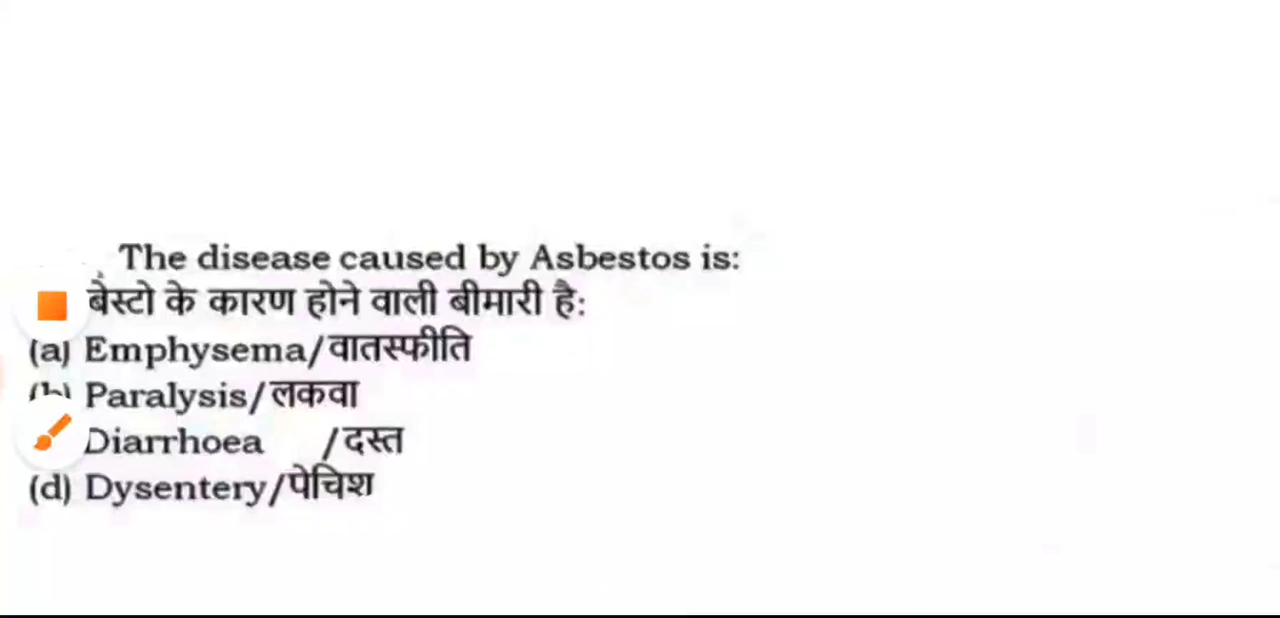 The disease caused by Asbestos is:
बेस्टो के कारण होने वाली बीमारी है:
(a) Emphysema/वातस्फीति
(b) Paralysis/लकवा
Diarrhoea /दस्त
(d) Dysentery/पेचिश